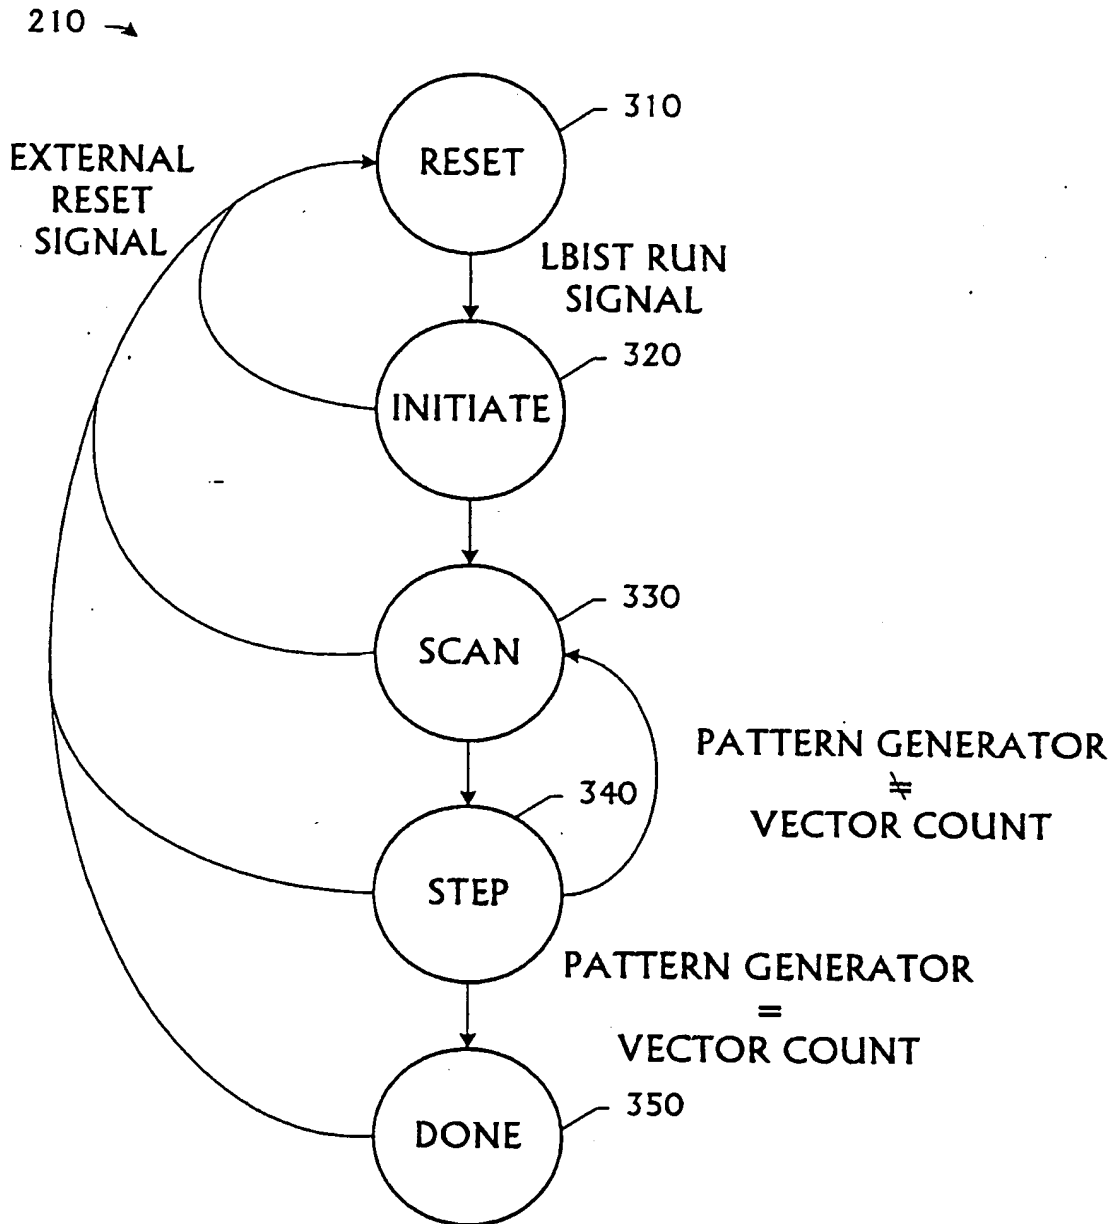 210
310
RESET
EXTERNAL
RESET
SIGNAL
LBIST RUN
SIGNAL
320
INITIATE
330
SCAN
PATTERN GENERATOR
≠
VECTOR COUNT
340
STEP
PATTERN GENERATOR
=
VECTOR COUNT
350
DONE